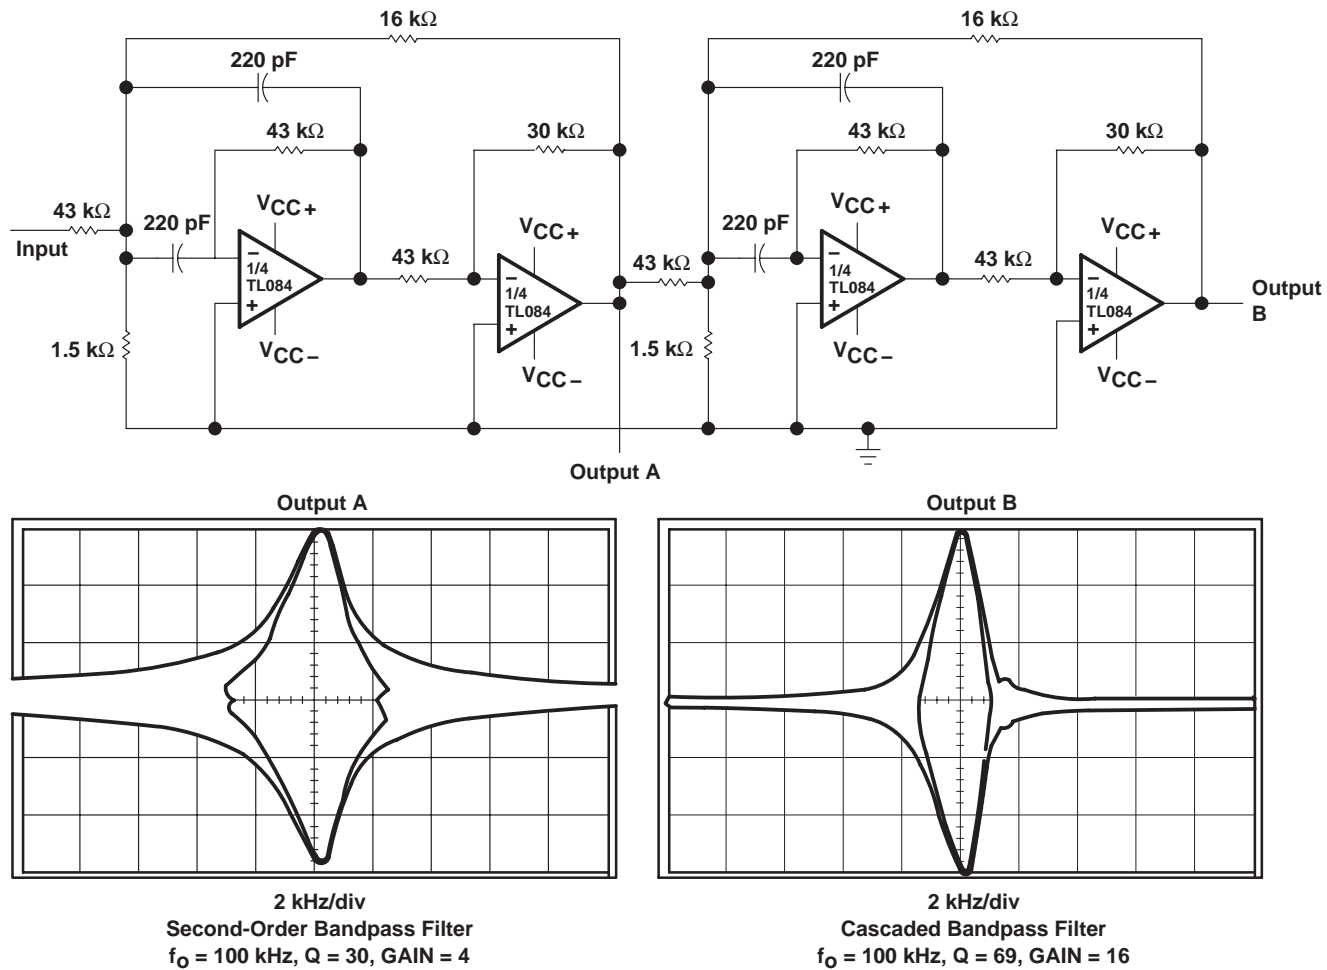 16 kΩ
16 kΩ
220 pF
220 pF
43 kΩ
30 kΩ
43 kΩ
30 kΩ
43 kΩ
Input
220 pF
VCC+
VCC+
220 pF
VCC+
VCC+
–
1/4
TL084
+
43 kΩ
–
1/4
TL084
+
43 kΩ
–
1/4
TL084
+
43 kΩ
–
1/4
TL084
+
Output
B
1.5 kΩ
VCC–
VCC–
1.5 kΩ
VCC–
VCC–
Output A
Output A
Output B
2 kHz/div
Second-Order Bandpass Filter
fo = 100 kHz, Q = 30, GAIN = 4
2 kHz/div
Cascaded Bandpass Filter
fo = 100 kHz, Q = 69, GAIN = 16